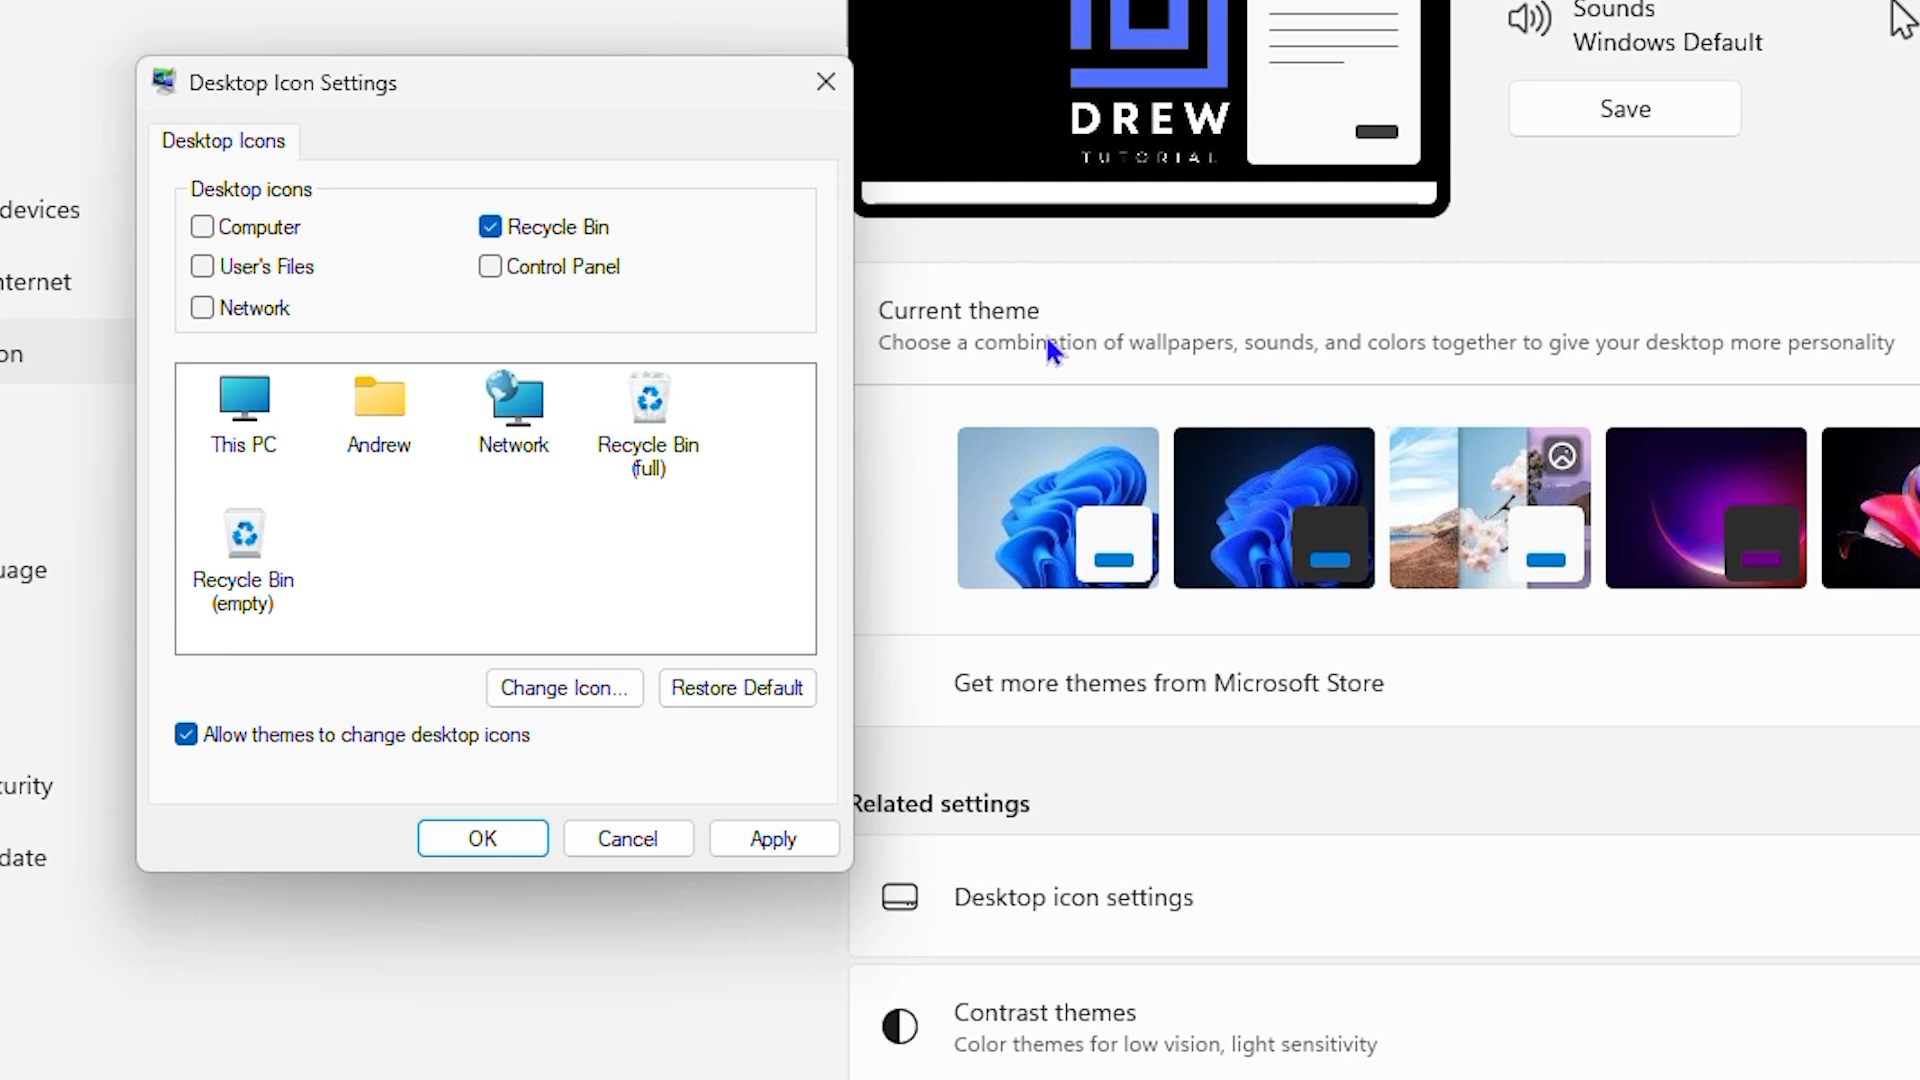 Desktop Icon Settings
Desktop Icons
Desktop icons
Computer
Recycle Bin
User's Files
Control Panel
Network
This PC
Andrew
Network
Recycle Bin
(full)
Recycle Bin
(empty)
Change Icon...
Restore Default
Allow themes to change desktop icons
OK
Cancel
Apply
devices
nternet
on
uage
curity
date
DREW
TUTORIAL
Sounds
Windows Default
Save
Current theme
Choose a combination of wallpapers, sounds, and colors together to give your desktop more personality
Get more themes from Microsoft Store
Related settings
Desktop icon settings
Contrast themes
Color themes for low vision, light sensitivity